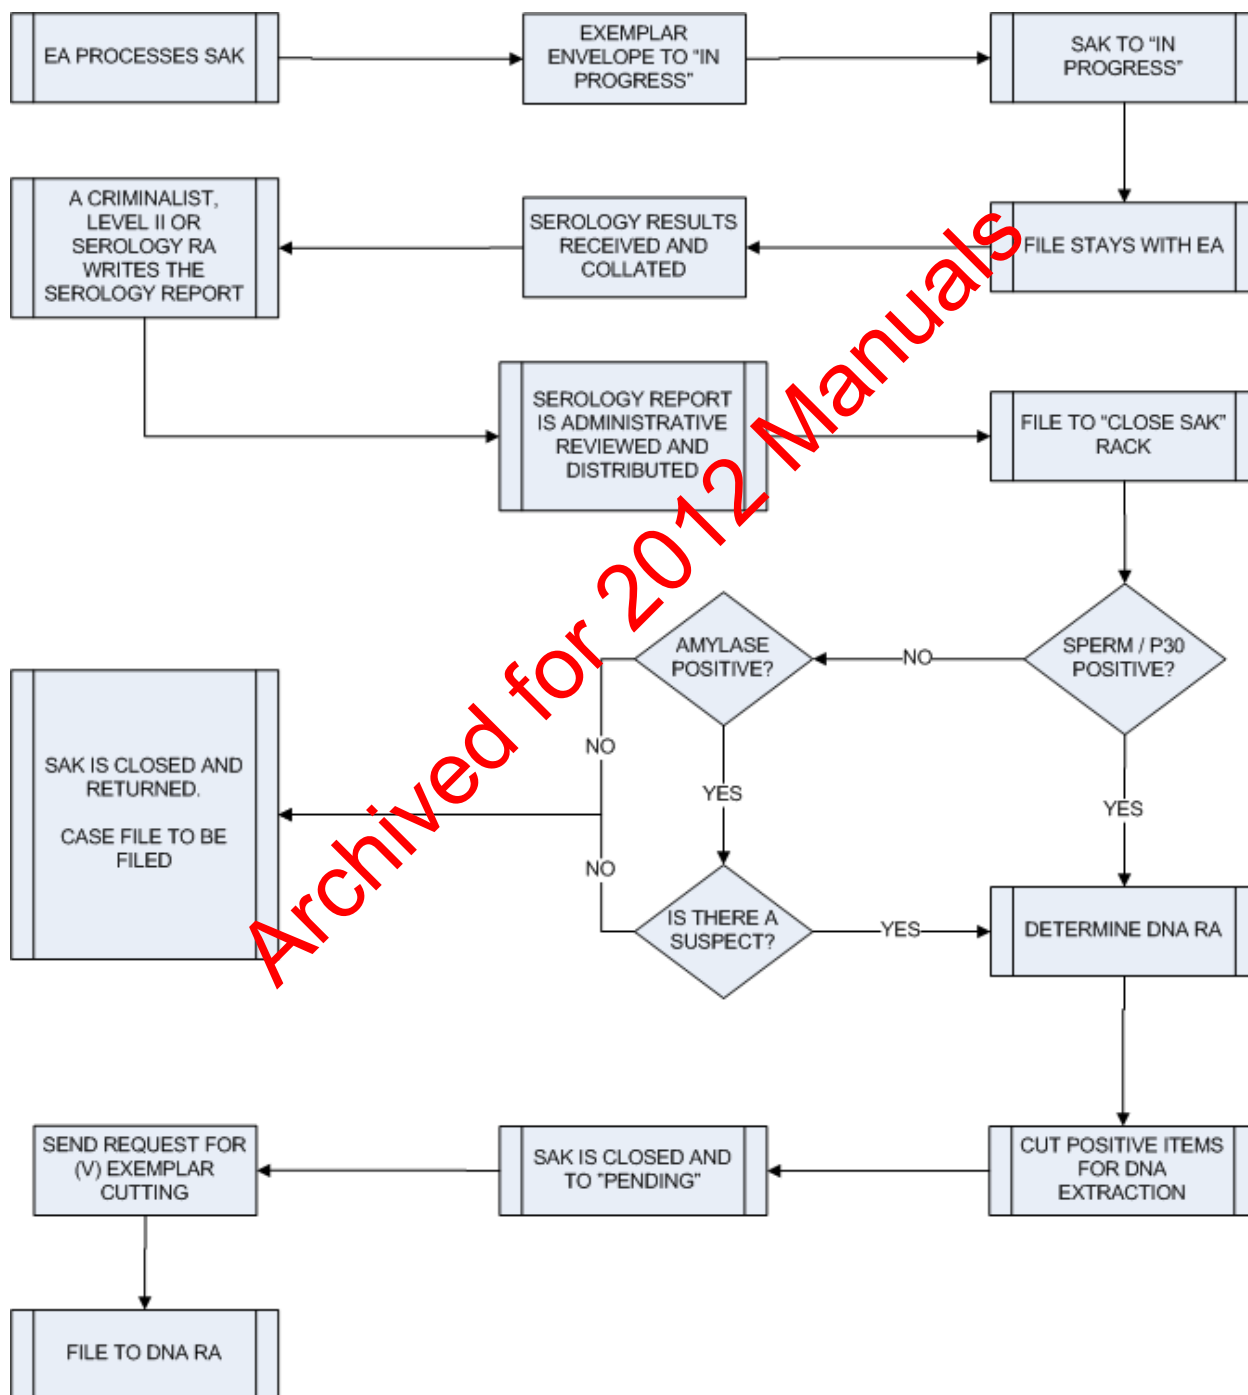 EA PROCESSES SAK
EXEMPLAR
ENVELOPE TO "IN
PROGRESS"
SAK TO “IN
PROGRESS”
A CRIMINALIST,
LEVEL II OR
SEROLOGY RA
WRITES THE
SEROLOGY REPORT
SEROLOGY RESULTS
RECEIVED AND
COLLATED
FILE STAYS WITH EA
SEROLOGY REPORT
IS ADMINISTRATIVE
REVIEWED AND
DISTRIBUTED
FILE TO “CLOSE SAK”
RACK
AMYLASE
POSITIVE?
NO
SPERM / P30
POSITIVE?
NO
YES
YES
SAK IS CLOSED AND
RETURNED.
CASE FILE TO BE
FILED
NO
IS THERE A
SUSPECT?
YES
DETERMINE DNA RA
SEND REQUEST FOR
(V) EXEMPLAR
CUTTING
SAK IS CLOSED AND
TO "PENDING”
CUT POSITIVE ITEMS
FOR DNA
EXTRACTION
FILE TO DNA RA
Archived for 2012 Manuals